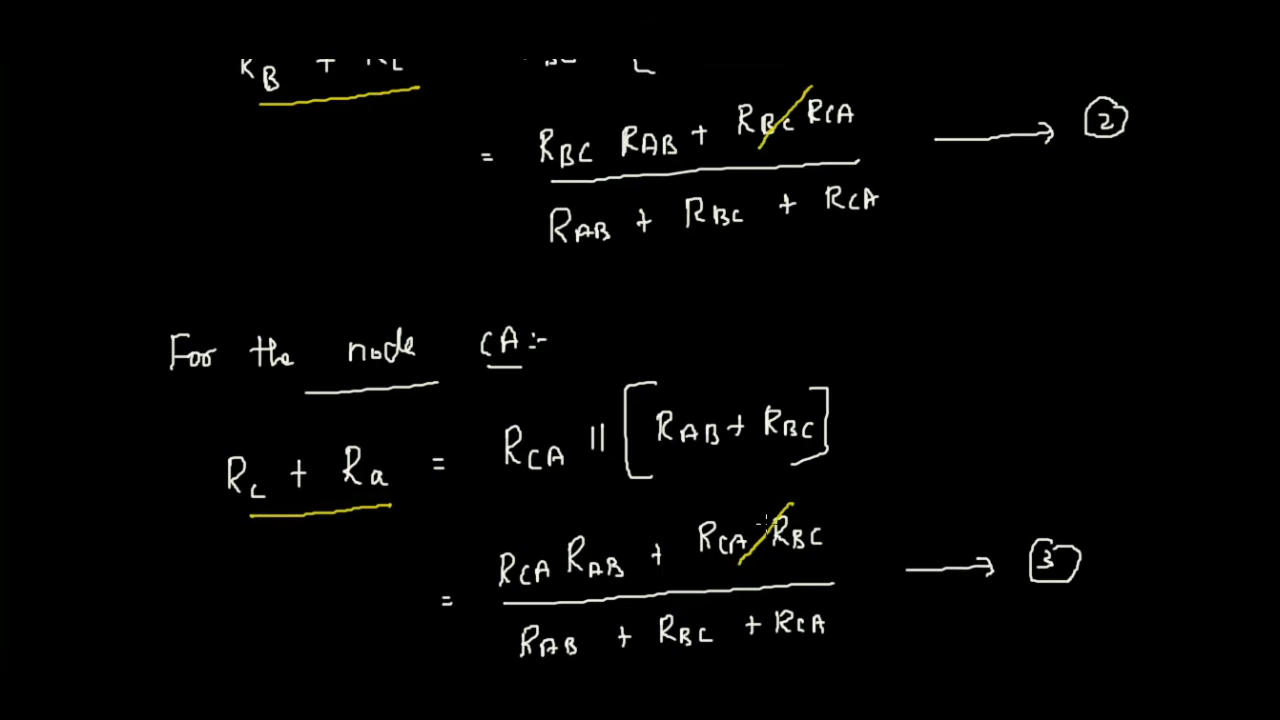 R_B +
= (R_BC R_AB + R_BC R_CA) / (R_AB + R_BC + R_CA) → ②
For the node CA:-
R_c + R_a = R_CA || [R_AB + R_BC]
= (R_CA R_AB + R_CA R_BC) / (R_AB + R_BC + R_CA) → ③